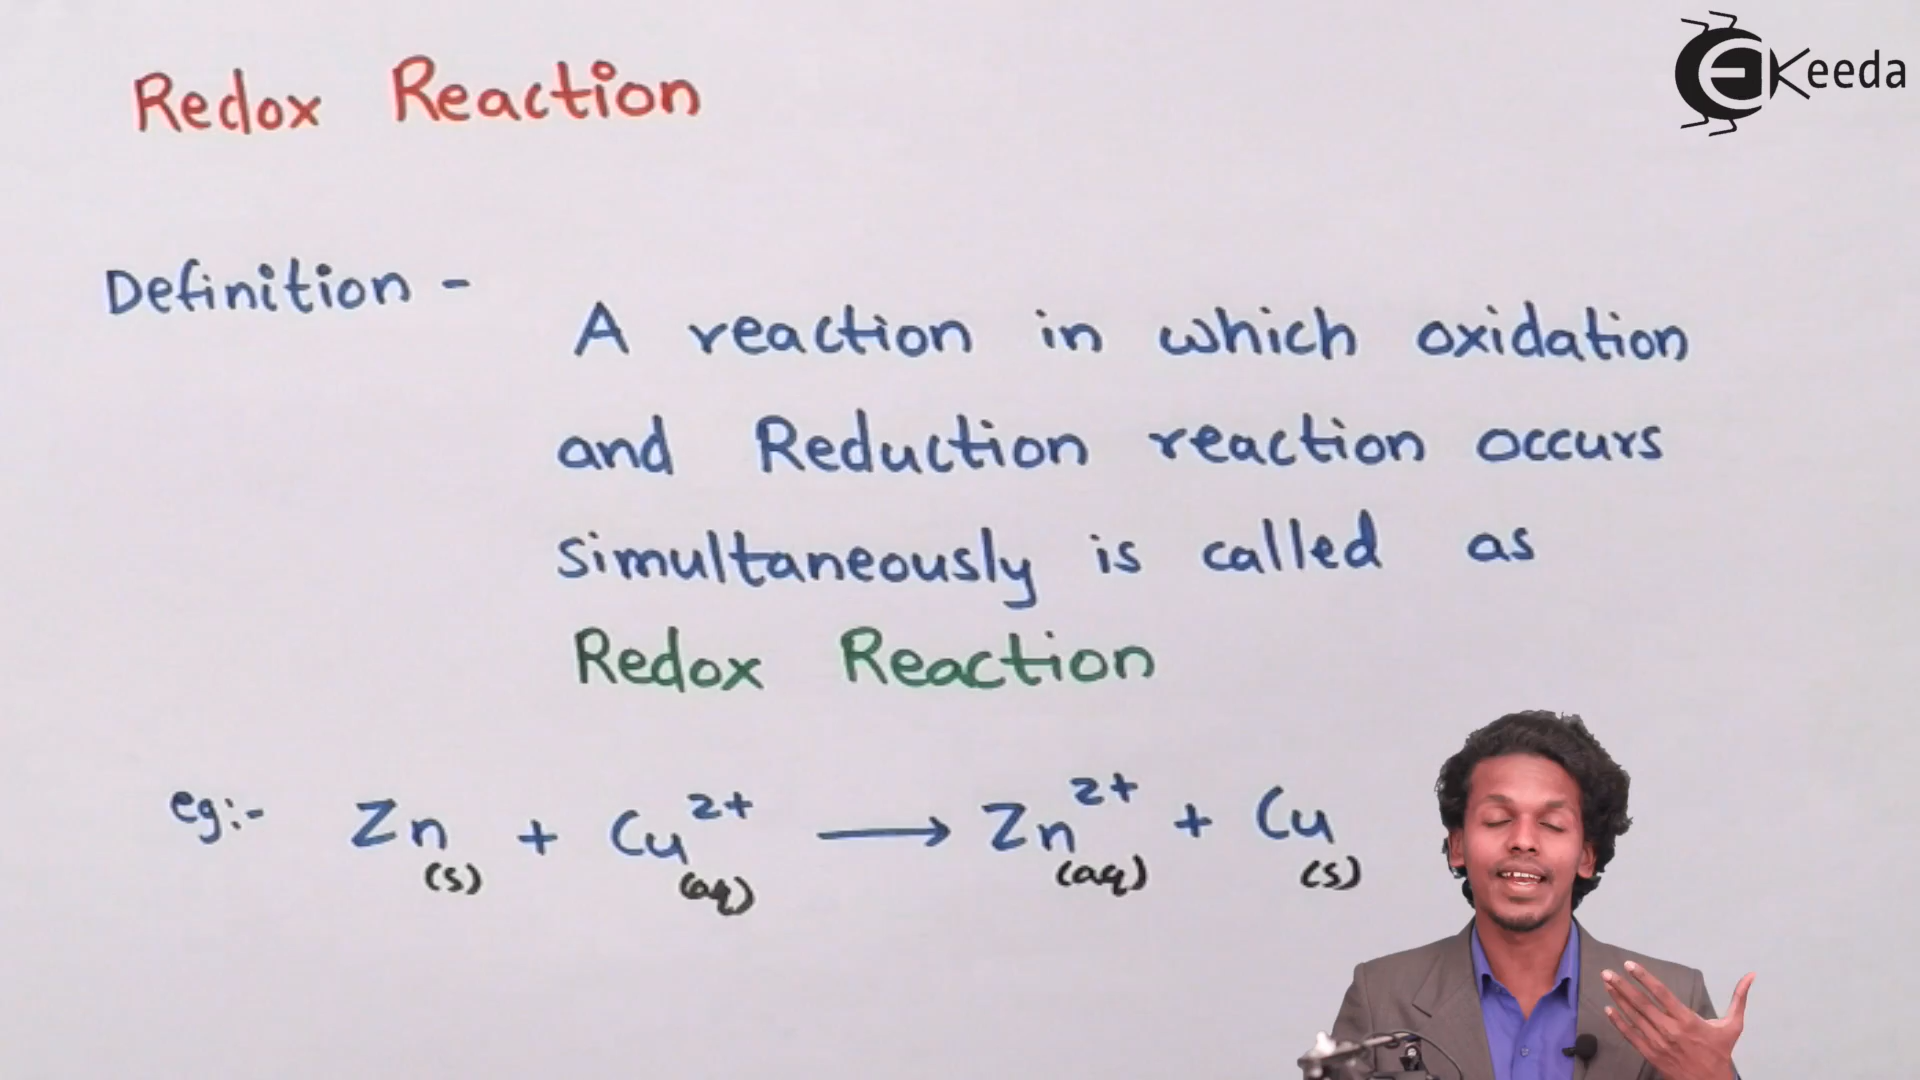 Redox Reaction
EKeeda
Definition -
A reaction in which oxidation
and Reduction reaction occurs
simultaneously is called as
Redox Reaction
eg:- Zn(s) + Cu²⁺(aq) ⟶ Zn²⁺(aq) + Cu(s)